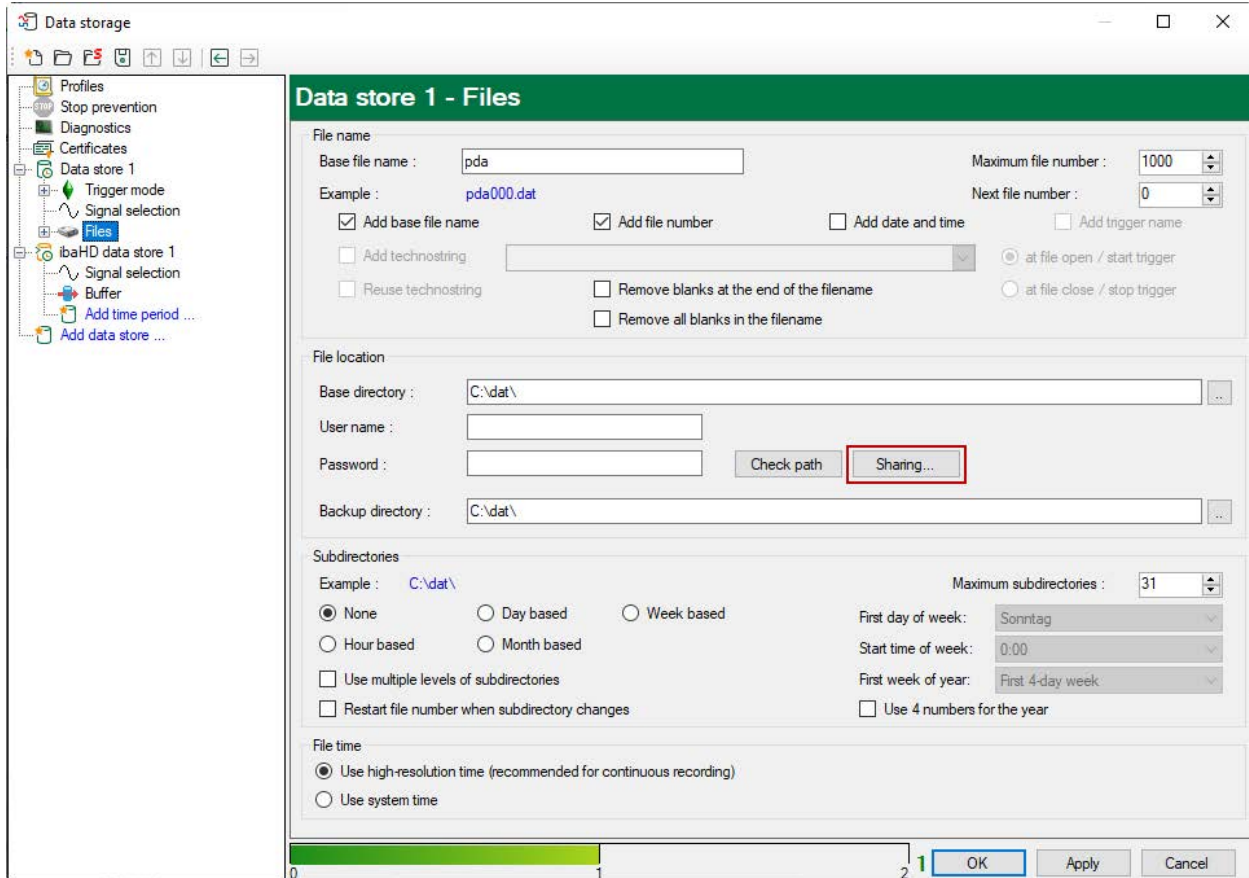 Data storage
Profiles
STOP Stop prevention
Diagnostics
Certificates
Data store 1
Trigger mode
Signal selection
Files
ibaHD data store 1
Signal selection
Buffer
Add time period ...
Add data store ...
Data store 1 - Files
File name
Base file name : pda Maximum file number : 1000
Example : pda000.dat Next file number : 0
Add base file name Add file number Add date and time Add trigger name
Add technostring at file open / start trigger
Reuse technostring Remove blanks at the end of the filename at file close / stop trigger
Remove all blanks in the filename
File location
Base directory : C:\dat\ ..
User name :
Password : Check path Sharing...
Backup directory : C:\dat\ ..
Subdirectories
Example : C:\dat\ Maximum subdirectories : 31
None Day based Week based First day of week: Sonntag
Hour based Month based Start time of week: 0:00
Use multiple levels of subdirectories First week of year: First 4-day week
Restart file number when subdirectory changes Use 4 numbers for the year
File time
Use high-resolution time (recommended for continuous recording)
Use system time
0 1 2 1 OK Apply Cancel